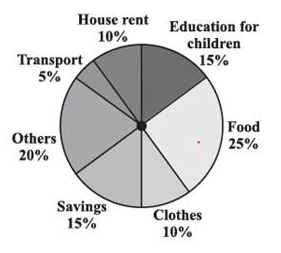 House rent
10%
Education for
children
15%
Transport
5%
Food
25%
Others
20%
Savings
15%
Clothes
10%